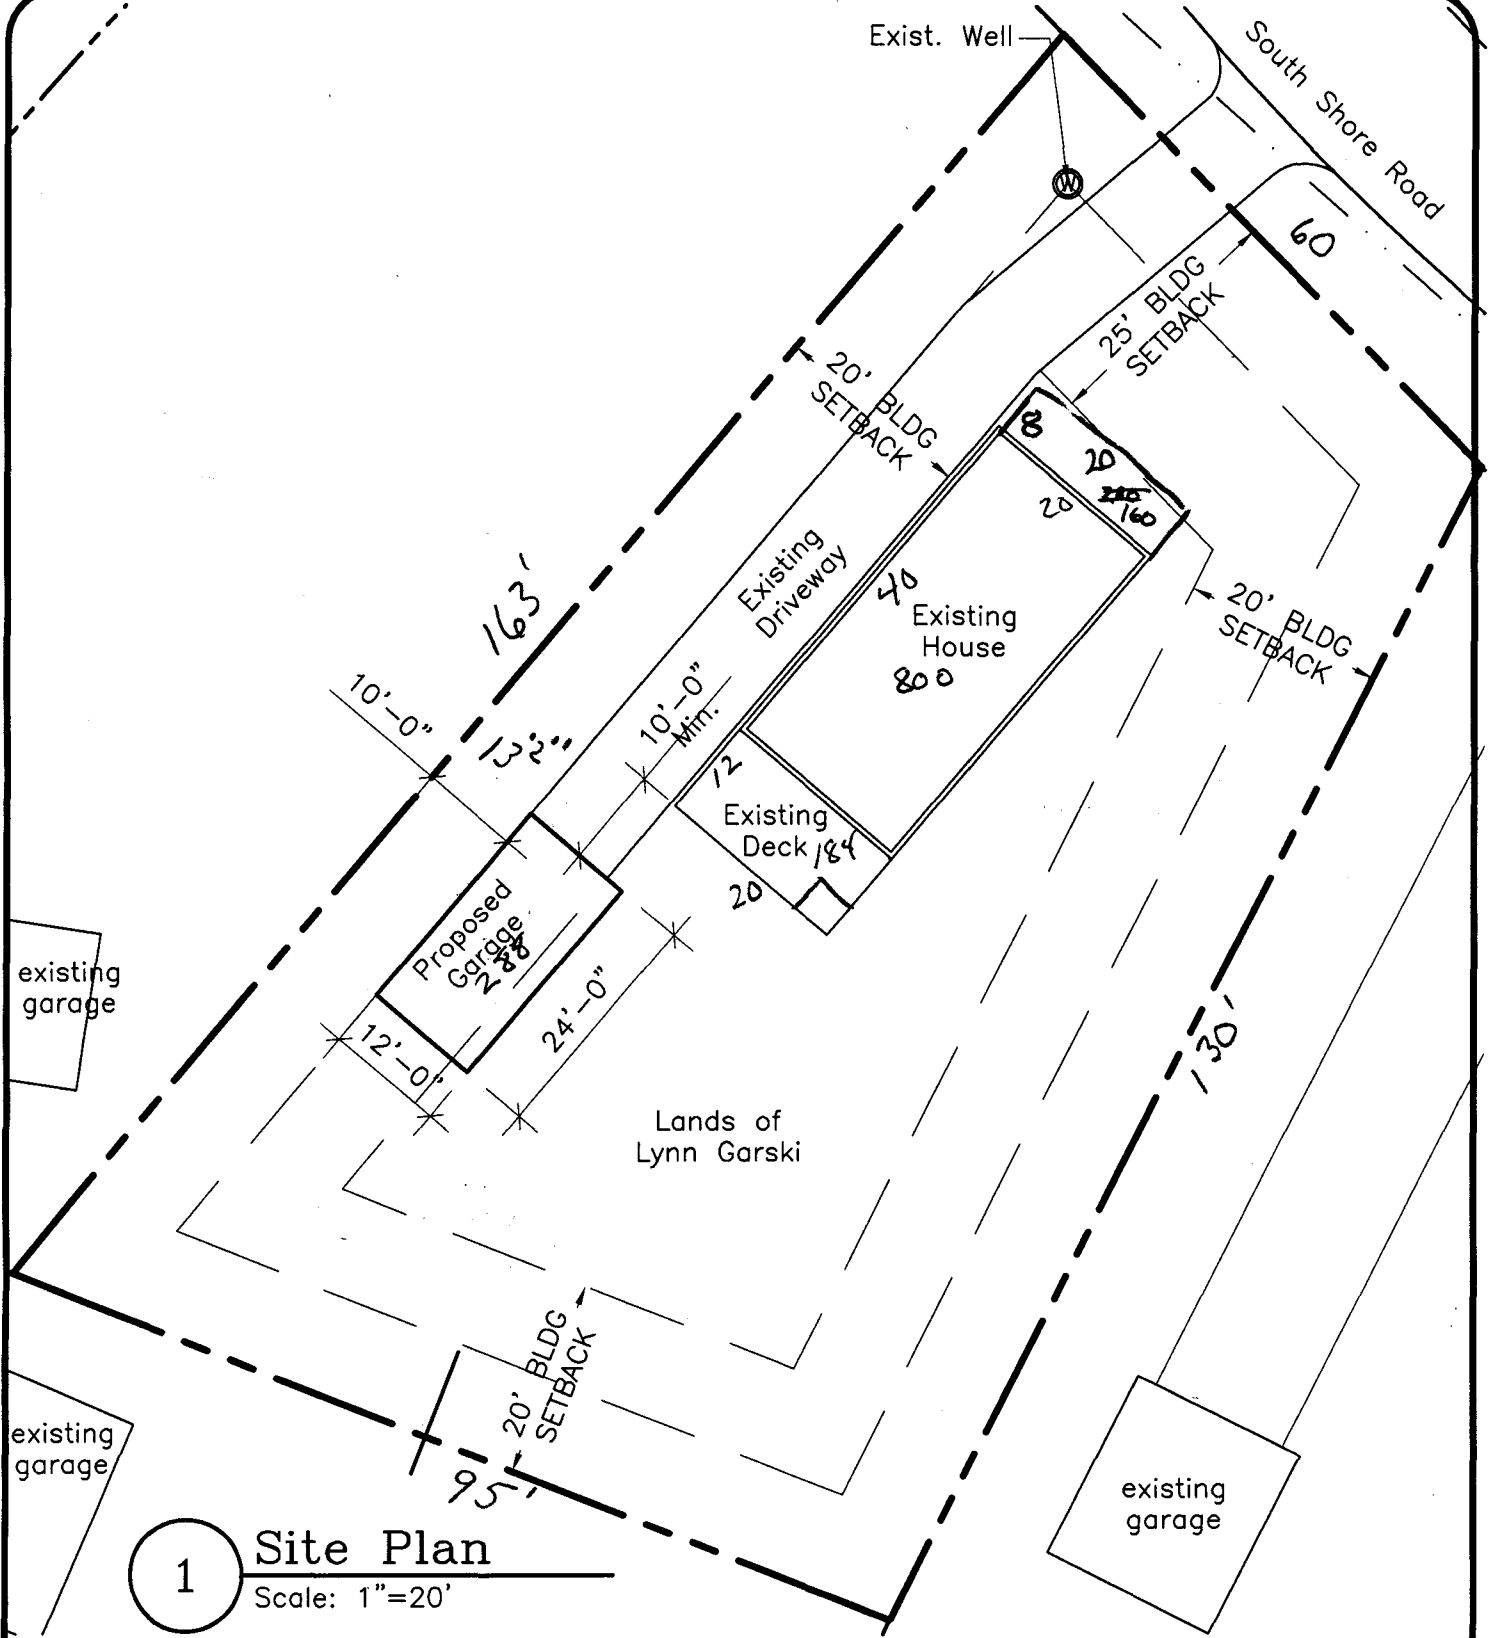 Exist. Well
W
South Shore Road
60
25' BLDG
SETBACK
20' BLDG
SETBACK
8
20
160
20
Existing
Driveway
40
Existing
House
800
20' BLDG
SETBACK
163'
10'-0"
13'2"
10'-0"
Min.
12
Existing
Deck
184
20
Proposed
Garage
288
24'-0"
12'-0"
existing
garage
130'
Lands of
Lynn Garski
20' BLDG
SETBACK
95'
existing
garage
existing
garage
1
Site Plan
Scale: 1"=20'